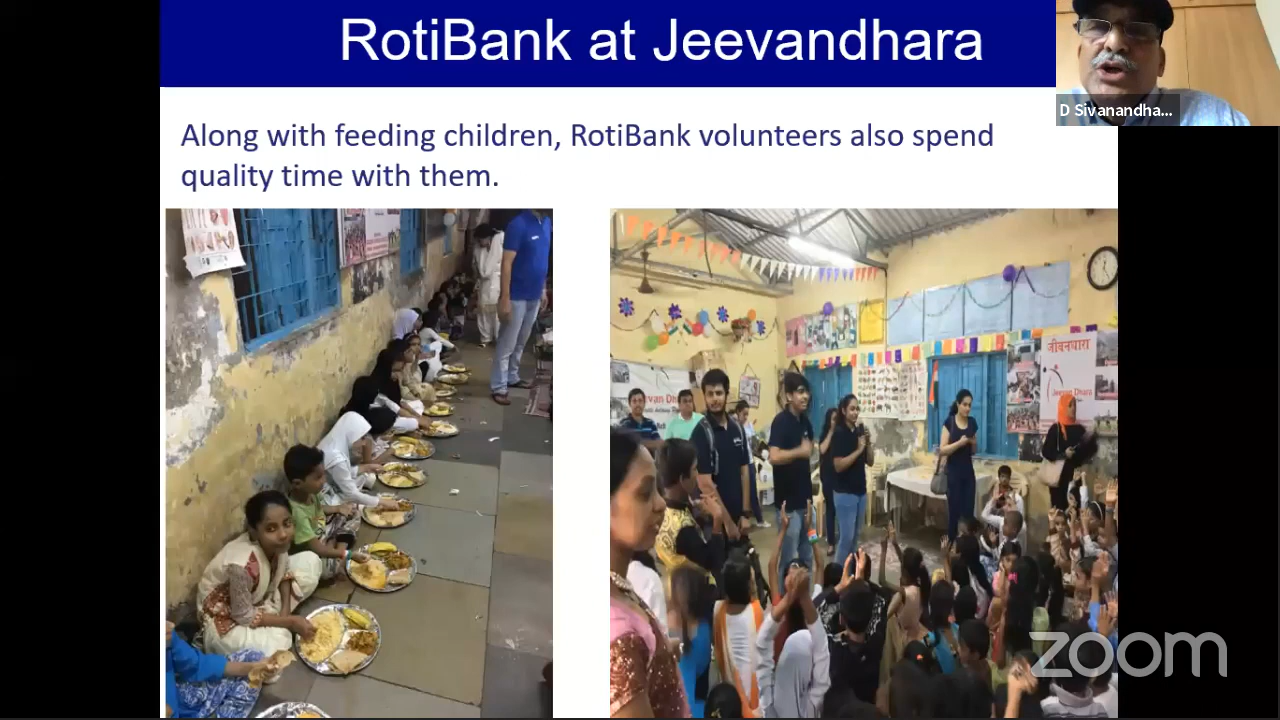 RotiBank at Jeevandhara
D Sivanandha...
Along with feeding children, RotiBank volunteers also spend
quality time with them.
जीवनधारा
Jeevan Dhara
zoom